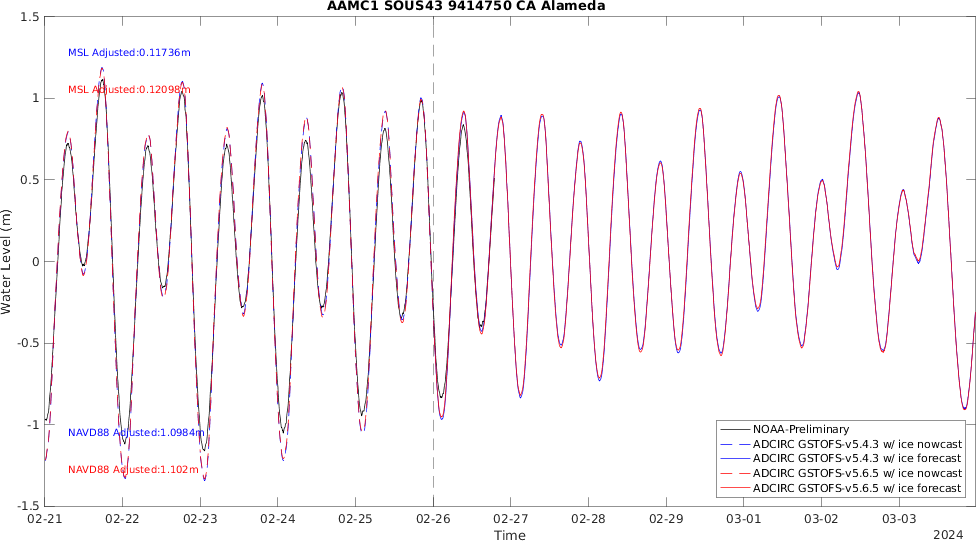 AAMC1 SOUS43 9414750 CA Alameda
1.5
MSL Adjusted:0.11736m
MSL Adjusted:0.12098m
1
0.5
0
-0.5
-1
-1.5
Water Level (m)
NAVD88 Adjusted:1.0984m
NAVD88 Adjusted:1.102m
NOAA-Preliminary
ADCIRC GSTOFS-v5.4.3 w/ ice nowcast
ADCIRC GSTOFS-v5.4.3 w/ ice forecast
ADCIRC GSTOFS-v5.6.5 w/ ice nowcast
ADCIRC GSTOFS-v5.6.5 w/ ice forecast
02-21 02-22 02-23 02-24 02-25 02-26 02-27 02-28 02-29 03-01 03-02 03-03
Time
2024